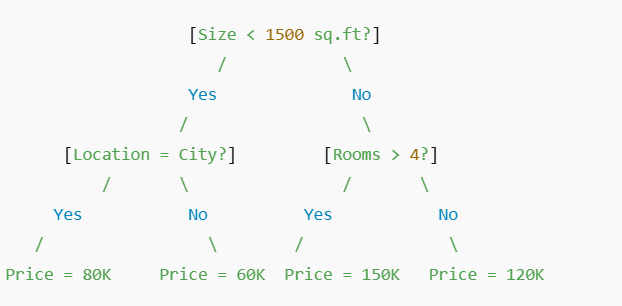 [Size < 1500 sq.ft?]
/ \
Yes No
/ \
[Location = City?] [Rooms > 4?]
/ \ / \
Yes No Yes No
/ \ / \
Price = 80K Price = 60K Price = 150K Price = 120K